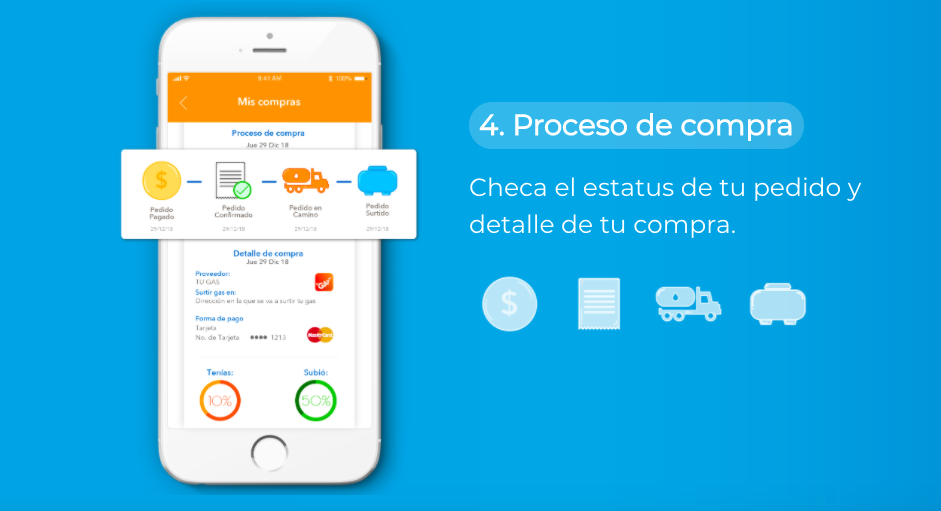 9:41 AM
100%
Mis compras
Proceso de compra
Jue 29 Dic 18
$
Pedido
Pagado
29/12/18
Pedido
Confirmado
29/12/18
Pedido en
Camino
29/12/18
Pedido
Surtido
29/12/18
Detalle de compra
Jue 29 Dic 18
Proveedor:
TU GAS
Surtir gas en:
Dirección en la que se va a surtir tu gas
Forma de pago
Tarjeta
No. de Tarjeta ●●●● 1213
MasterCard
Tenías:
10%
Subió:
50%
4. Proceso de compra
Checa el estatus de tu pedido y
detalle de tu compra.
$